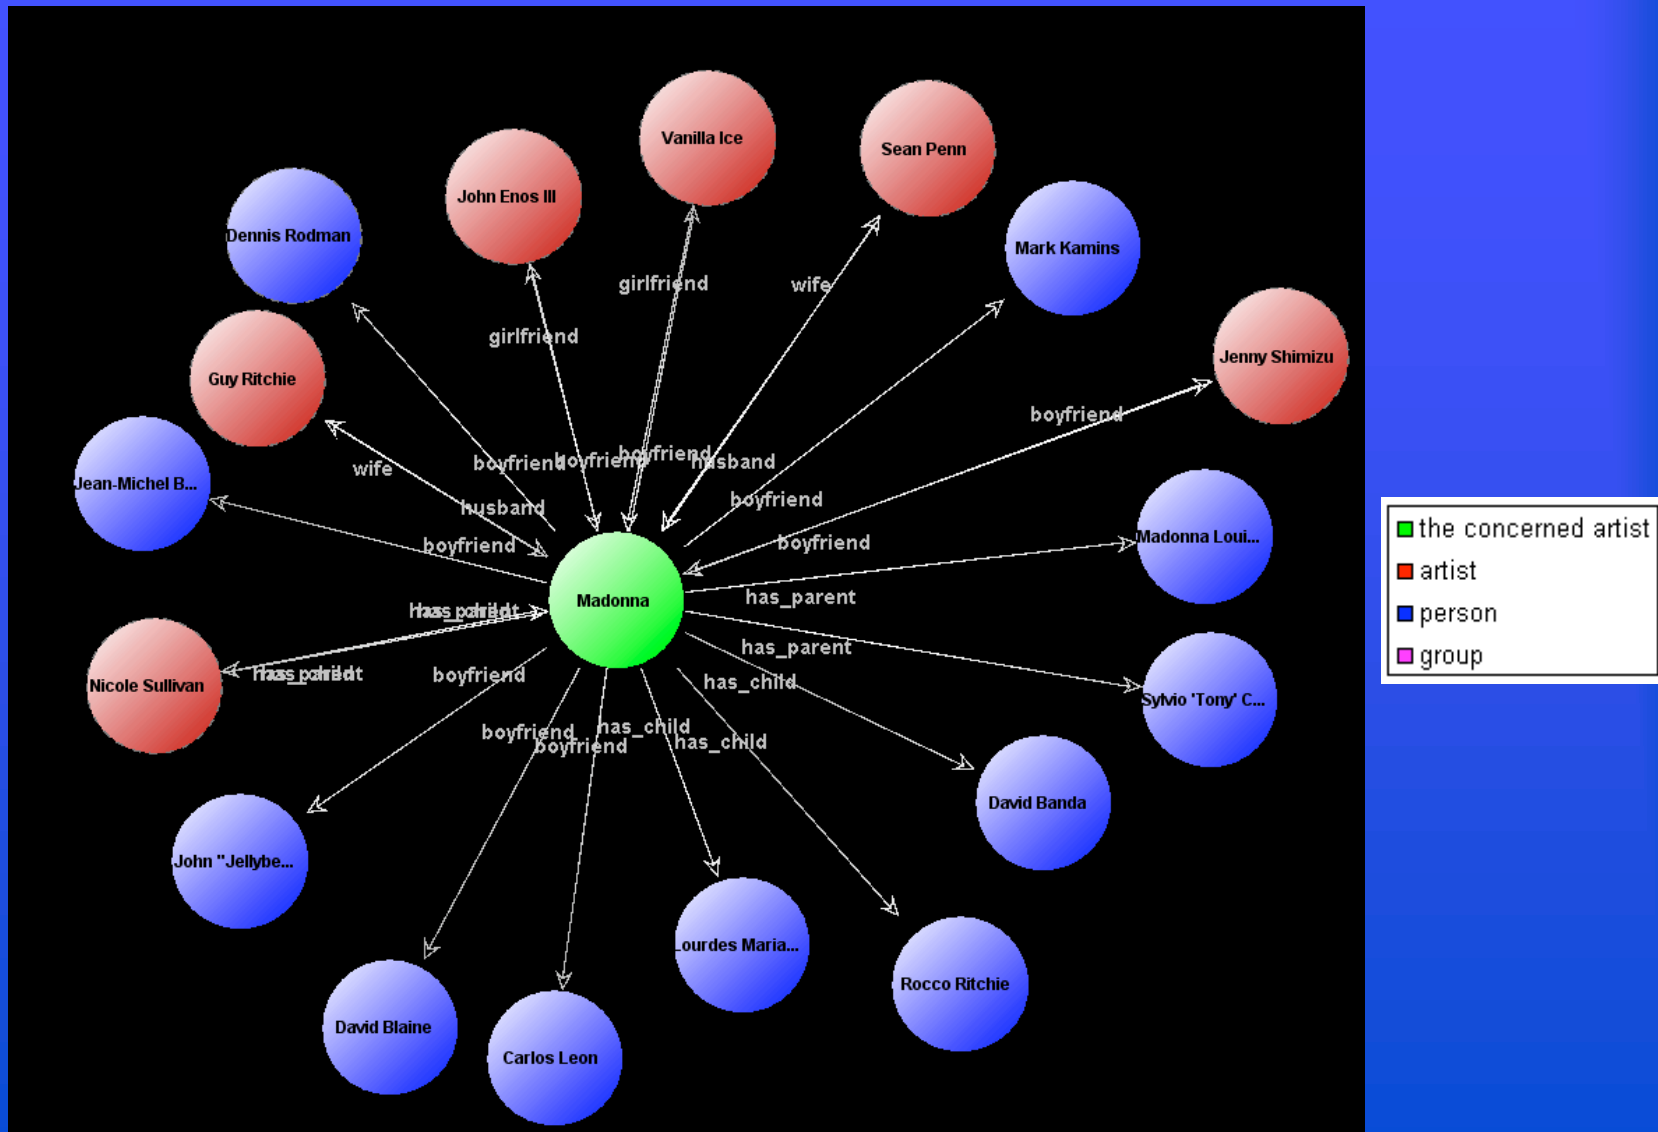 Vanilla Ice
Sean Penn
John Enos III
Dennis Rodman
Mark Kamins
girlfriend
wife
girlfriend
Jenny Shimizu
Guy Ritchie
boyfriend
wife
boyfriend
boyfriend
boyfriend
husband
Jean-Michel B...
boyfriend
husband
boyfriend
boyfriend
Madonna Loui...
the concerned artist
artist
person
group
Madonna
has_parent
has_parent
has_child
Nicole Sullivan
boyfriend
has_child
Sylvio 'Tony' C...
boyfriend
boyfriend
has_child
has_child
David Banda
John "Jellybe...
Lourdes Maria...
Rocco Ritchie
David Blaine
Carlos Leon